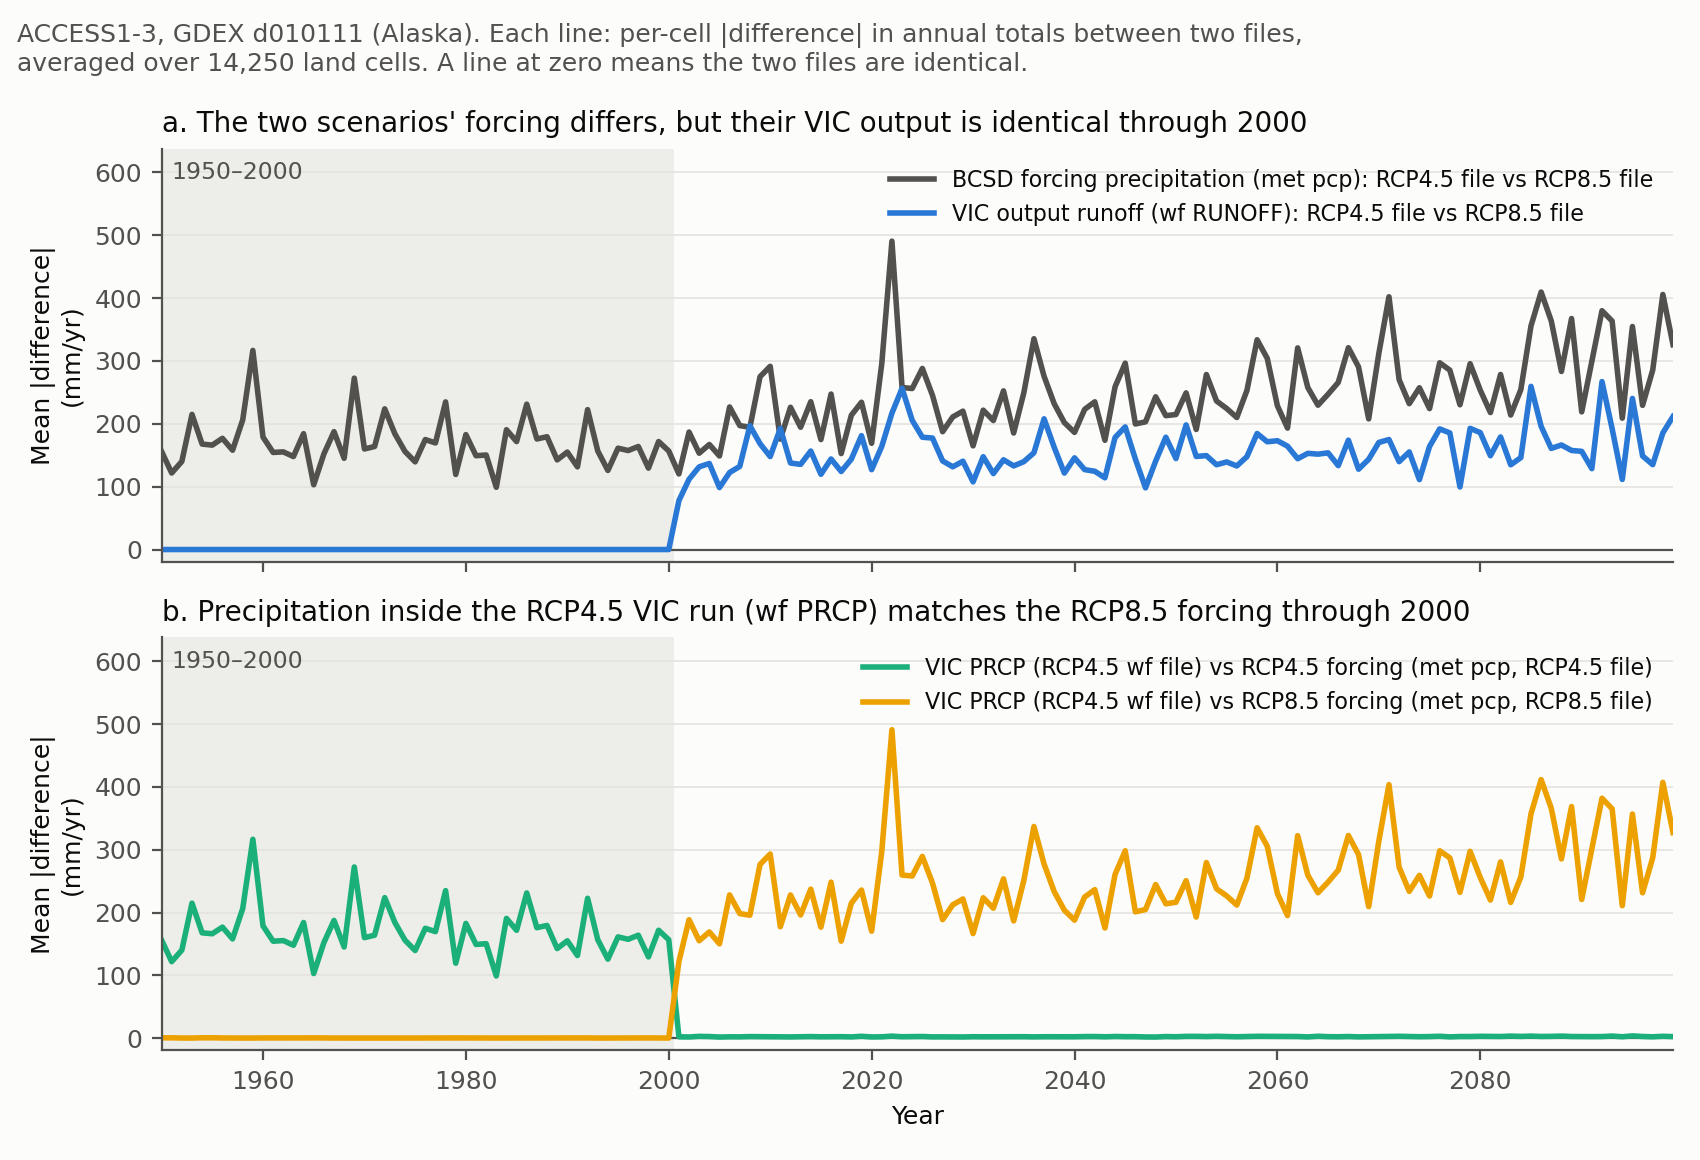 ACCESS1-3, GDEX d010111 (Alaska). Each line: per-cell |difference| in annual totals between two files,
averaged over 14,250 land cells. A line at zero means the two files are identical.
a. The two scenarios' forcing differs, but their VIC output is identical through 2000
1950–2000
BCSD forcing precipitation (met pcp): RCP4.5 file vs RCP8.5 file
VIC output runoff (wf RUNOFF): RCP4.5 file vs RCP8.5 file
Mean |difference|
(mm/yr)
600
500
400
300
200
100
0
b. Precipitation inside the RCP4.5 VIC run (wf PRCP) matches the RCP8.5 forcing through 2000
1950–2000
VIC PRCP (RCP4.5 wf file) vs RCP4.5 forcing (met pcp, RCP4.5 file)
VIC PRCP (RCP4.5 wf file) vs RCP8.5 forcing (met pcp, RCP8.5 file)
Mean |difference|
(mm/yr)
600
500
400
300
200
100
0
1960 1980 2000 2020 2040 2060 2080
Year